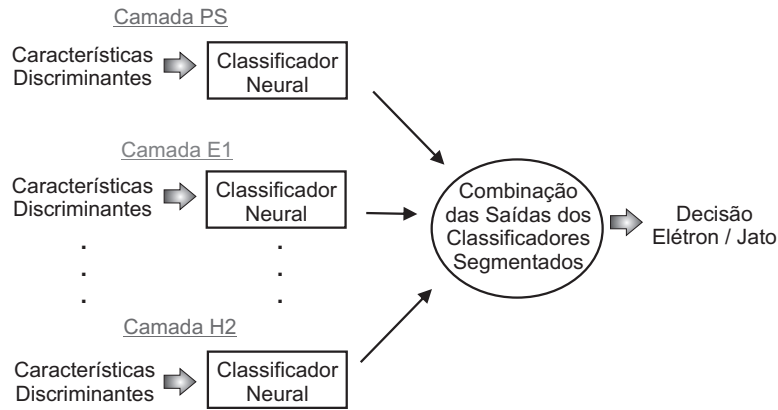 Camada PS
Características
Discriminantes
Classificador
Neural
Camada E1
Características
Discriminantes
Classificador
Neural
Combinação
das Saídas dos
Classificadores
Segmentados
Decisão
Elétron / Jato
Camada H2
Características
Discriminantes
Classificador
Neural